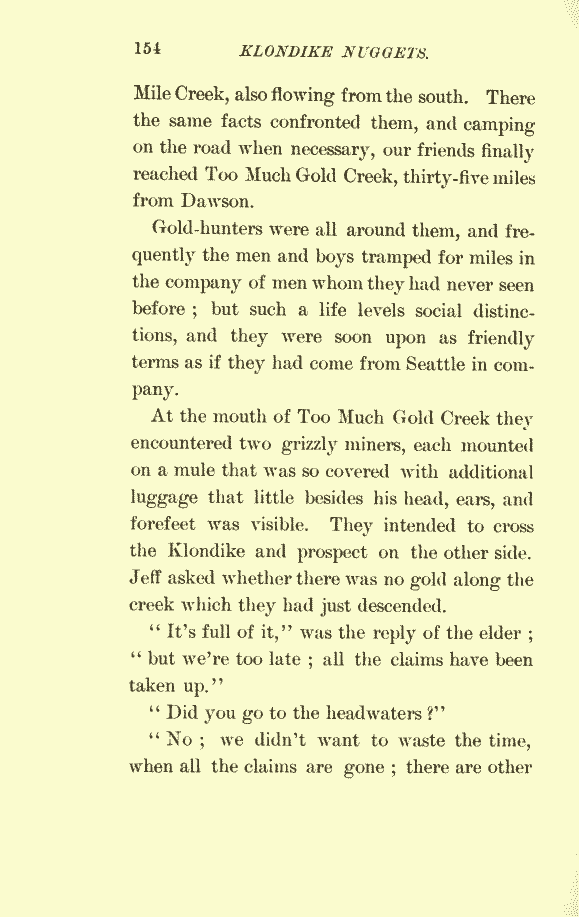 154 KLONDIKE NUGGETS.
Mile Creek, also flowing from the south. There
the same facts confronted them, and camping
on the road when necessary, our friends finally
reached Too Much Gold Creek, thirty-five miles
from Dawson.
Gold-hunters were all around them, and fre-
quently the men and boys tramped for miles in
the company of men whom they had never seen
before ; but such a life levels social distinc-
tions, and they were soon upon as friendly
terms as if they had come from Seattle in com-
pany.
At the mouth of Too Much Gold Creek they
encountered two grizzly miners, each mounted
on a mule that was so covered with additional
luggage that little besides his head, ears, and
forefeet was visible. They intended to cross
the Klondike and prospect on the other side.
Jeff asked whether there was no gold along the
creek which they had just descended.
“ It’s full of it,” was the reply of the elder ;
“ but we’re too late ; all the claims have been
taken up.”
“ Did you go to the headwaters ?”
“ No ; we didn’t want to waste the time,
when all the claims are gone ; there are other